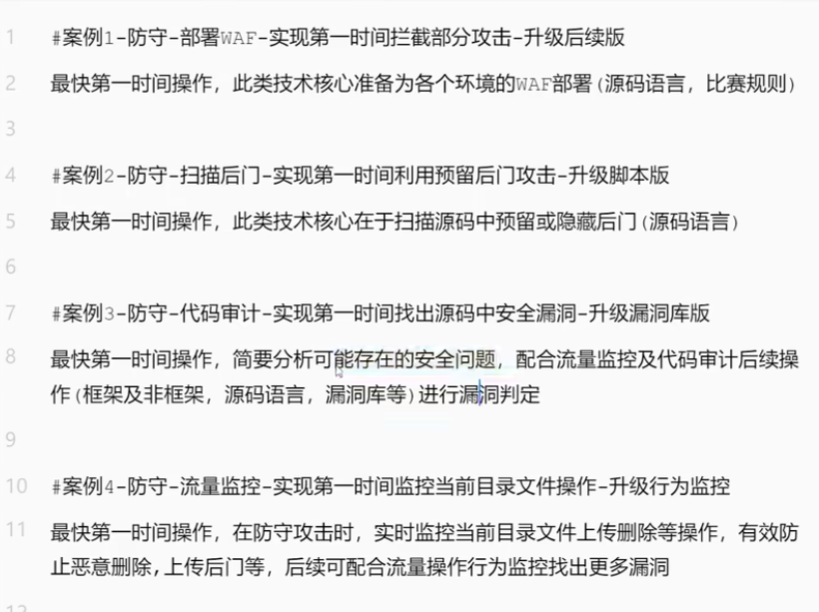 1 #案例1-防守-部署WAF-实现第一时间拦截部分攻击-升级后续版
2 最快第一时间操作，此类技术核心准备为各个环境的WAF部署(源码语言，比赛规则)
3
4 #案例2-防守-扫描后门-实现第一时间利用预留后门攻击-升级脚本版
5 最快第一时间操作，此类技术核心在于扫描源码中预留或隐藏后门(源码语言)
6
7 #案例3-防守-代码审计-实现第一时间找出源码中安全漏洞-升级漏洞库版
8 最快第一时间操作，简要分析可能存在的安全问题，配合流量监控及代码审计后续操
作(框架及非框架，源码语言，漏洞库等)进行漏洞判定
9
10 #案例4-防守-流量监控-实现第一时间监控当前目录文件操作-升级行为监控
11 最快第一时间操作，在防守攻击时，实时监控当前目录文件上传删除等操作，有效防
止恶意删除,上传后门等，后续可配合流量操作行为监控找出更多漏洞
12